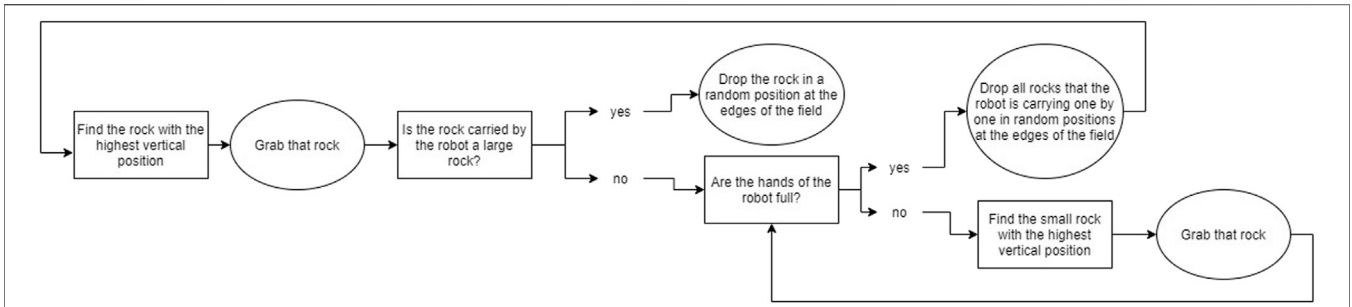 Find the rock with the
highest vertical
position
Grab that rock
Is the rock carried by
the robot a large
rock?
yes
Drop the rock in a
random position at the
edges of the field
no
Are the hands of the
robot full?
yes
Drop all rocks that the
robot is carrying one by
one in random positions
at the edges of the field
no
Find the small rock
with the highest
vertical position
Grab that rock